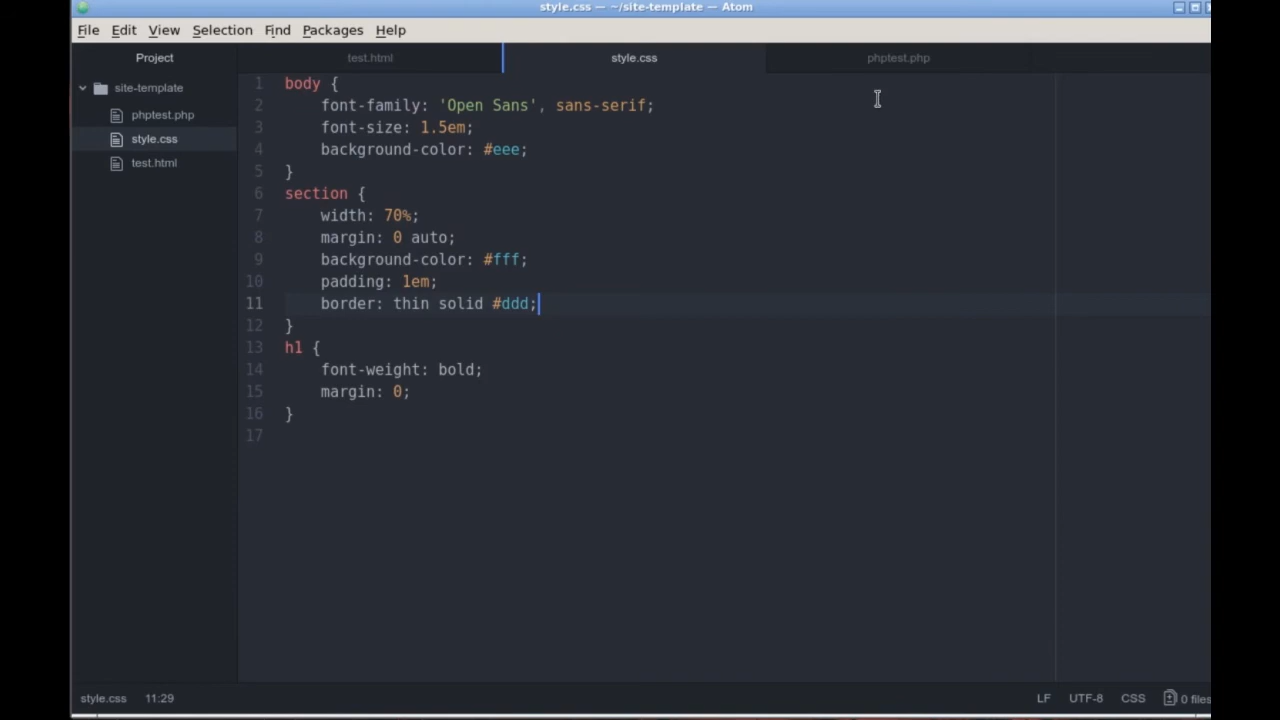 style.css — ~/site-template — Atom
File Edit View Selection Find Packages Help
Project
test.html
style.css
phptest.php
site-template
phptest.php
style.css
test.html
1 body {
2     font-family: 'Open Sans', sans-serif;
3     font-size: 1.5em;
4     background-color: #eee;
5 }
6 section {
7     width: 70%;
8     margin: 0 auto;
9     background-color: #fff;
10     padding: 1em;
11     border: thin solid #ddd;
12 }
13 h1 {
14     font-weight: bold;
15     margin: 0;
16 }
17
style.css 11:29
LF UTF-8 CSS 0 files